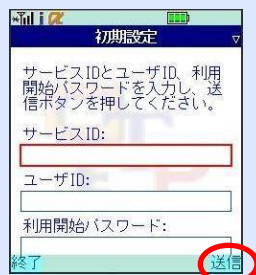 初期設定
サービスIDとユーザID、利用
開始パスワードを入力し、送
信ボタンを押してください。
サービスID:
ユーザID:
利用開始パスワード:
終了
送信